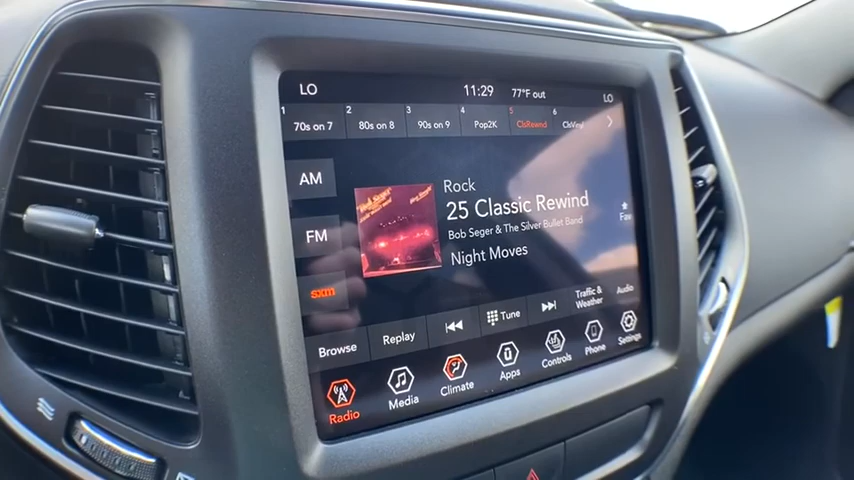 LO 11:29 77°F out LO
1 2 3 4 5 6
70s on 7 80s on 8 90s on 9 Pop2K ClsRewind ClsVinyl
AM
FM
sxm
Rock
25 Classic Rewind
Bob Seger & The Silver Bullet Band
Night Moves
Fav
Browse Replay Tune Traffic & Weather Audio
Radio Media Climate Apps Controls Phone Settings